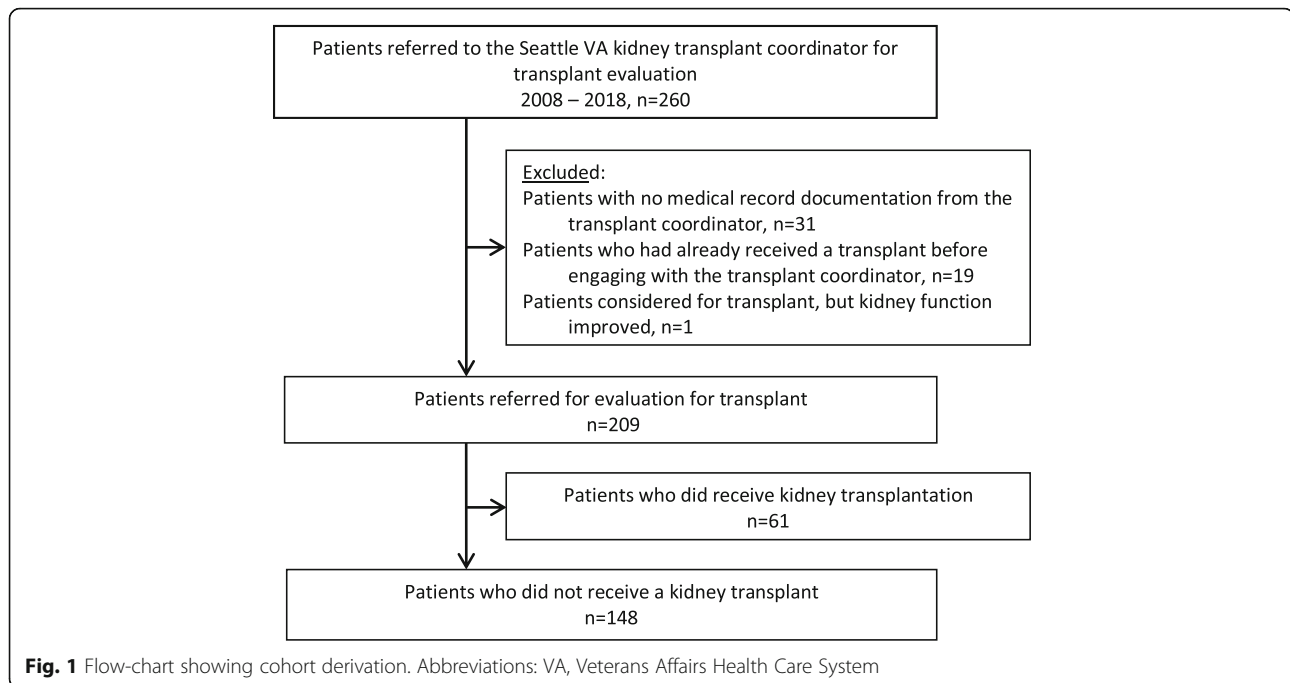 Patients referred to the Seattle VA kidney transplant coordinator for
transplant evaluation
2008 – 2018, n=260
Excluded:
Patients with no medical record documentation from the
transplant coordinator, n=31
Patients who had already received a transplant before
engaging with the transplant coordinator, n=19
Patients considered for transplant, but kidney function
improved, n=1
Patients referred for evaluation for transplant
n=209
Patients who did receive kidney transplantation
n=61
Patients who did not receive a kidney transplant
n=148
Fig. 1 Flow-chart showing cohort derivation. Abbreviations: VA, Veterans Affairs Health Care System